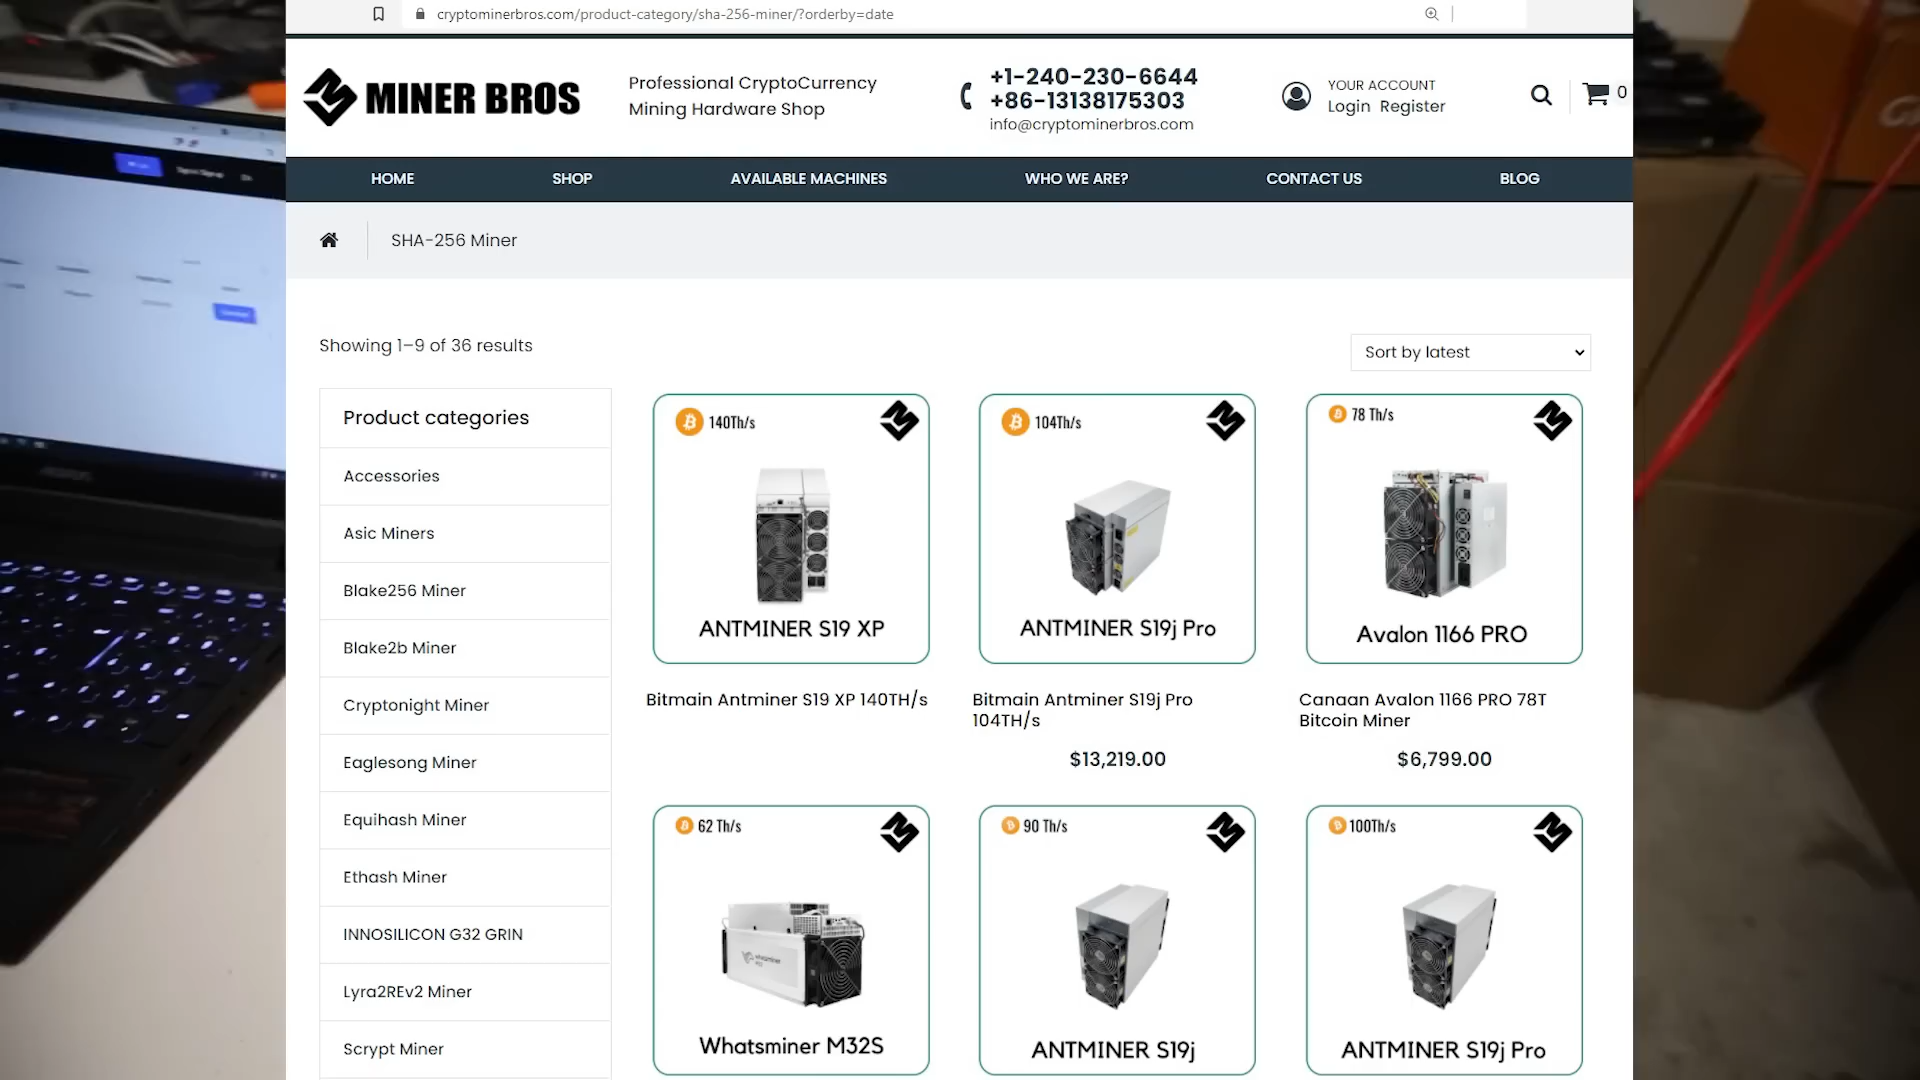 cryptominerbros.com/product-category/sha-256-miner/?orderby=date
MINER BROS
Professional CryptoCurrency
Mining Hardware Shop
+1-240-230-6644
+86-13138175303
info@cryptominerbros.com
YOUR ACCOUNT
Login Register
0
HOME
SHOP
AVAILABLE MACHINES
WHO WE ARE?
CONTACT US
BLOG
SHA-256 Miner
Showing 1–9 of 36 results
Sort by latest
Product categories
Accessories
Asic Miners
Blake256 Miner
Blake2b Miner
Cryptonight Miner
Eaglesong Miner
Equihash Miner
Ethash Miner
INNOSILICON G32 GRIN
Lyra2REv2 Miner
Scrypt Miner
140Th/s
ANTMINER S19 XP
Bitmain Antminer S19 XP 140TH/s
104Th/s
ANTMINER S19j Pro
Bitmain Antminer S19j Pro
104TH/s
$13,219.00
78 Th/s
Avalon 1166 PRO
Canaan Avalon 1166 PRO 78T
Bitcoin Miner
$6,799.00
62 Th/s
whatsminer
Whatsminer M32S
90 Th/s
ANTMINER S19j
100Th/s
ANTMINER S19j Pro